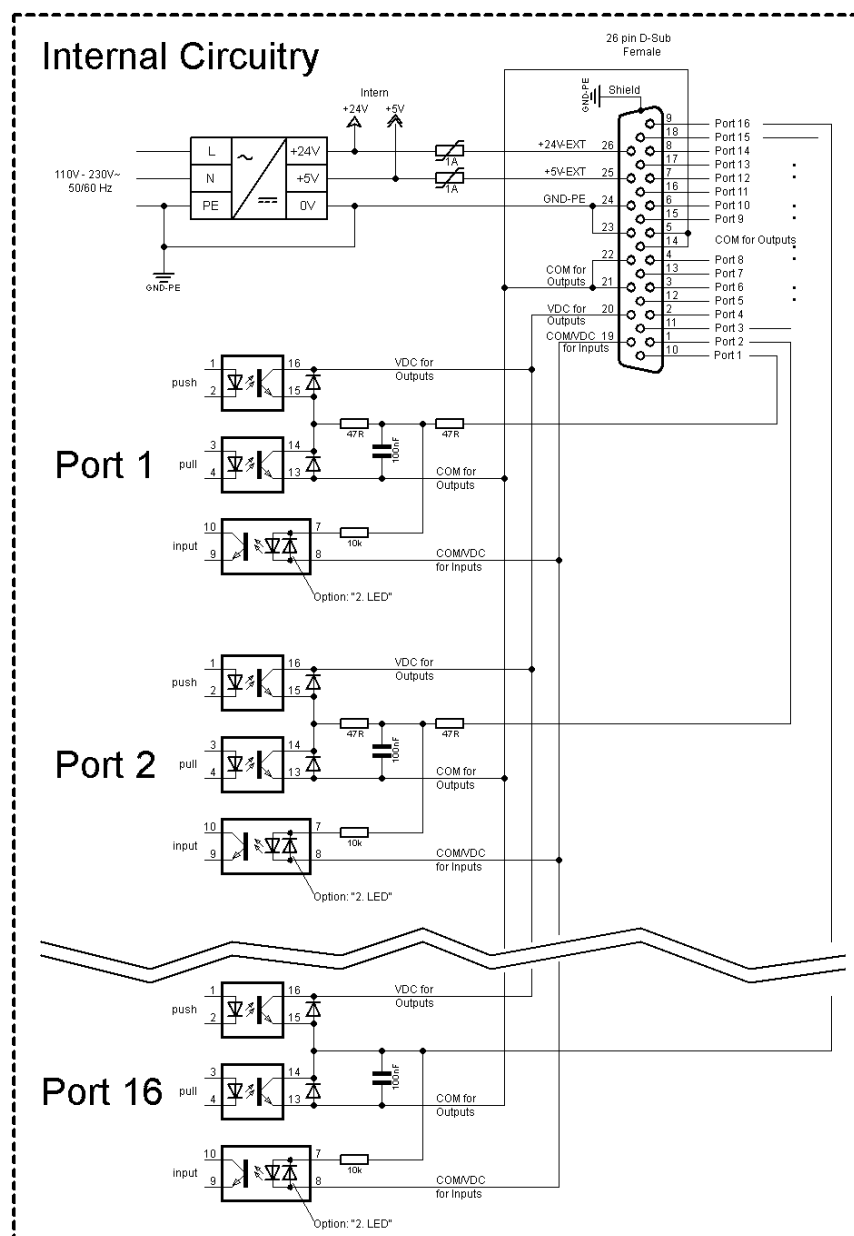 Internal Circuitry
26 pin D-Sub
Female
GND-PE
Shield
Intern
+24V
+5V
110V - 230V~
50/60 Hz
L
N
PE
+24V
+5V
0V
1A
1A
GND-PE
+24V-EXT
26
+5V-EXT
25
GND-PE
24
23
22
COM for
Outputs
21
VDC for
Outputs
20
COM/VDC
for Inputs
19
9
Port 16
18
Port 15
8
Port 14
17
Port 13
7
Port 12
16
Port 11
6
Port 10
15
Port 9
5
14
COM for Outputs
4
Port 8
13
Port 7
3
Port 6
12
Port 5
2
Port 4
11
Port 3
1
Port 2
10
Port 1
Port 1
push
1
2
16
15
VDC for
Outputs
pull
3
4
14
13
47R
100nF
47R
COM for
Outputs
input
10
9
7
8
10k
COM/VDC
for Inputs
Option: "2. LED"
Port 2
push
1
2
16
15
VDC for
Outputs
pull
3
4
14
13
47R
100nF
47R
COM for
Outputs
input
10
9
7
8
10k
COM/VDC
for Inputs
Option: "2. LED"
Port 16
push
1
2
16
15
VDC for
Outputs
pull
3
4
14
13
100nF
COM for
Outputs
input
10
9
7
8
10k
COM/VDC
for Inputs
Option: "2. LED"